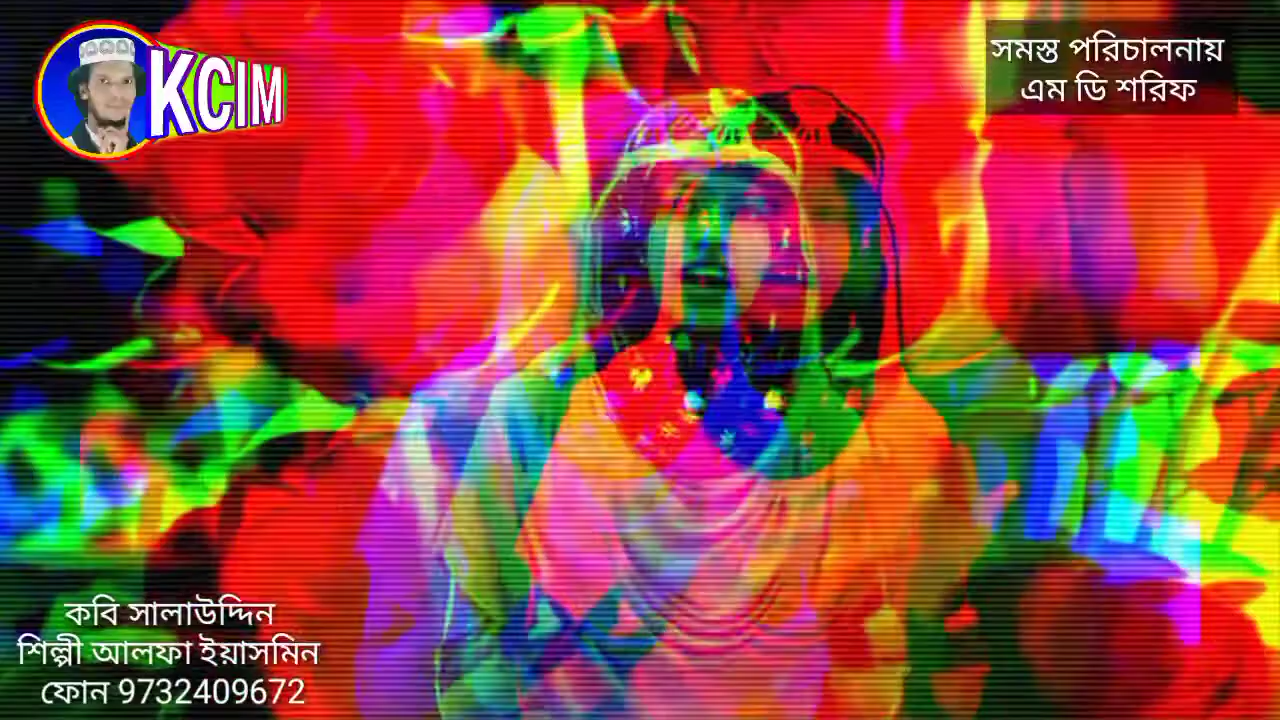 KCIM
সমস্ত পরিচালনায়
এম ডি শরিফ
কবি সালাউদ্দিন
শিল্পী আলফা ইয়াসমিন
ফোন 9732409672